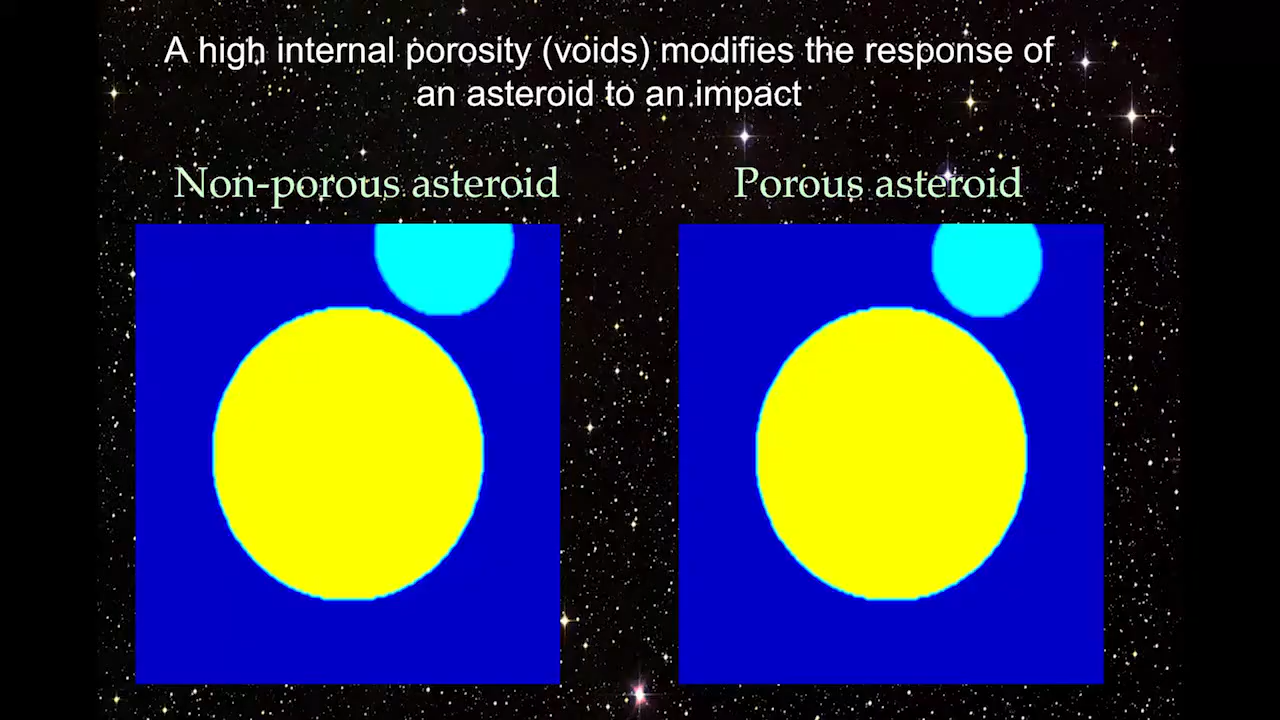 A high internal porosity (voids) modifies the response of
an asteroid to an impact
Non-porous asteroid
Porous asteroid